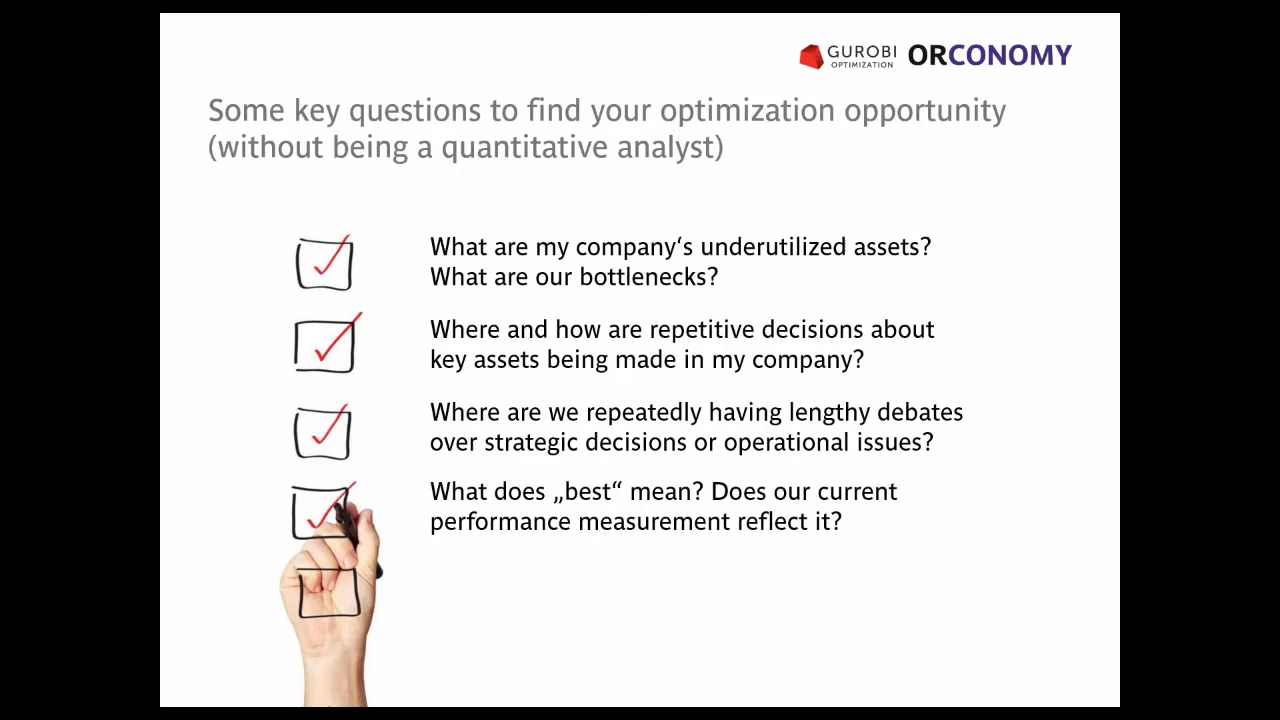 GUROBI
OPTIMIZATION
ORCONOMY
Some key questions to find your optimization opportunity
(without being a quantitative analyst)
What are my company‘s underutilized assets?
What are our bottlenecks?
Where and how are repetitive decisions about
key assets being made in my company?
Where are we repeatedly having lengthy debates
over strategic decisions or operational issues?
What does „best“ mean? Does our current
performance measurement reflect it?